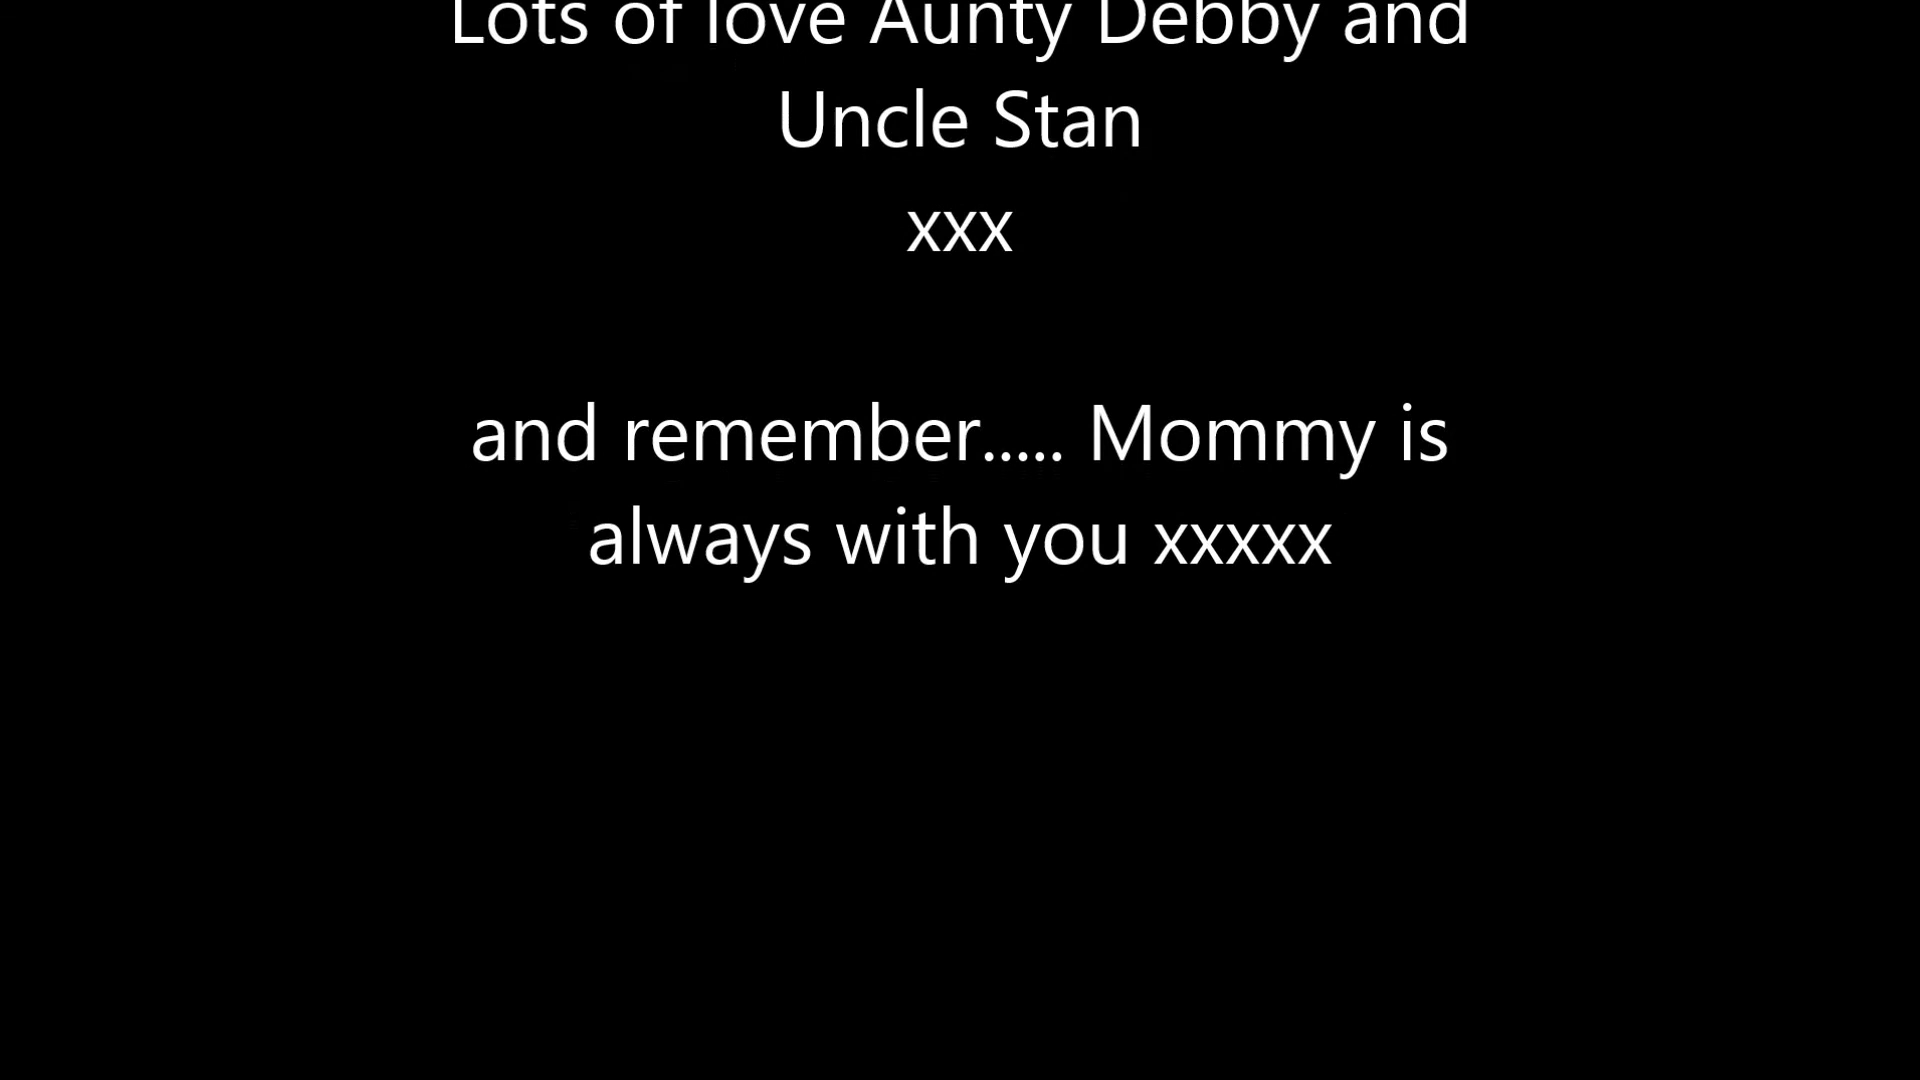 Lots of love Aunty Debby and
Uncle Stan
xxx
and remember..... Mommy is
always with you xxxxx